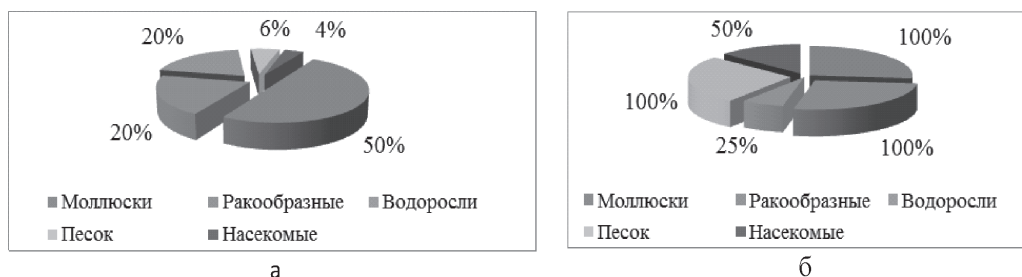 20%
6%
4%
20%
50%
■ Моллюски ■ Ракообразные ■ Водоросли
■ Песок ■ Насекомые
а
50%
100%
100%
25%
100%
■ Моллюски ■ Ракообразные ■ Водоросли
■ Песок ■ Насекомые
б